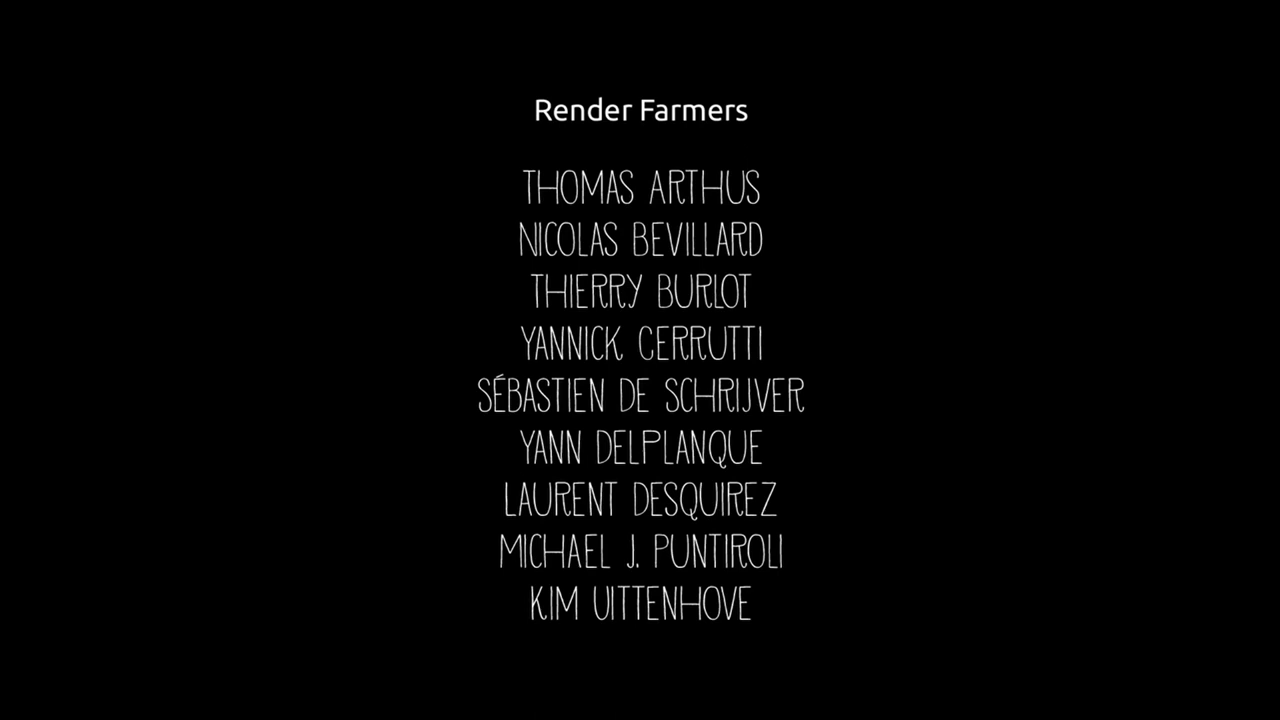 Render Farmers
THOMAS ARTHUS
NICOLAS BEVILLARD
THIERRY BURLOT
YANNICK CERRUTTI
SÉBASTIEN DE SCHRIJVER
YANN DELPLANQUE
LAURENT DESQUIREZ
MICHAEL J. PUNTIROLI
KIM UITTENHOVE